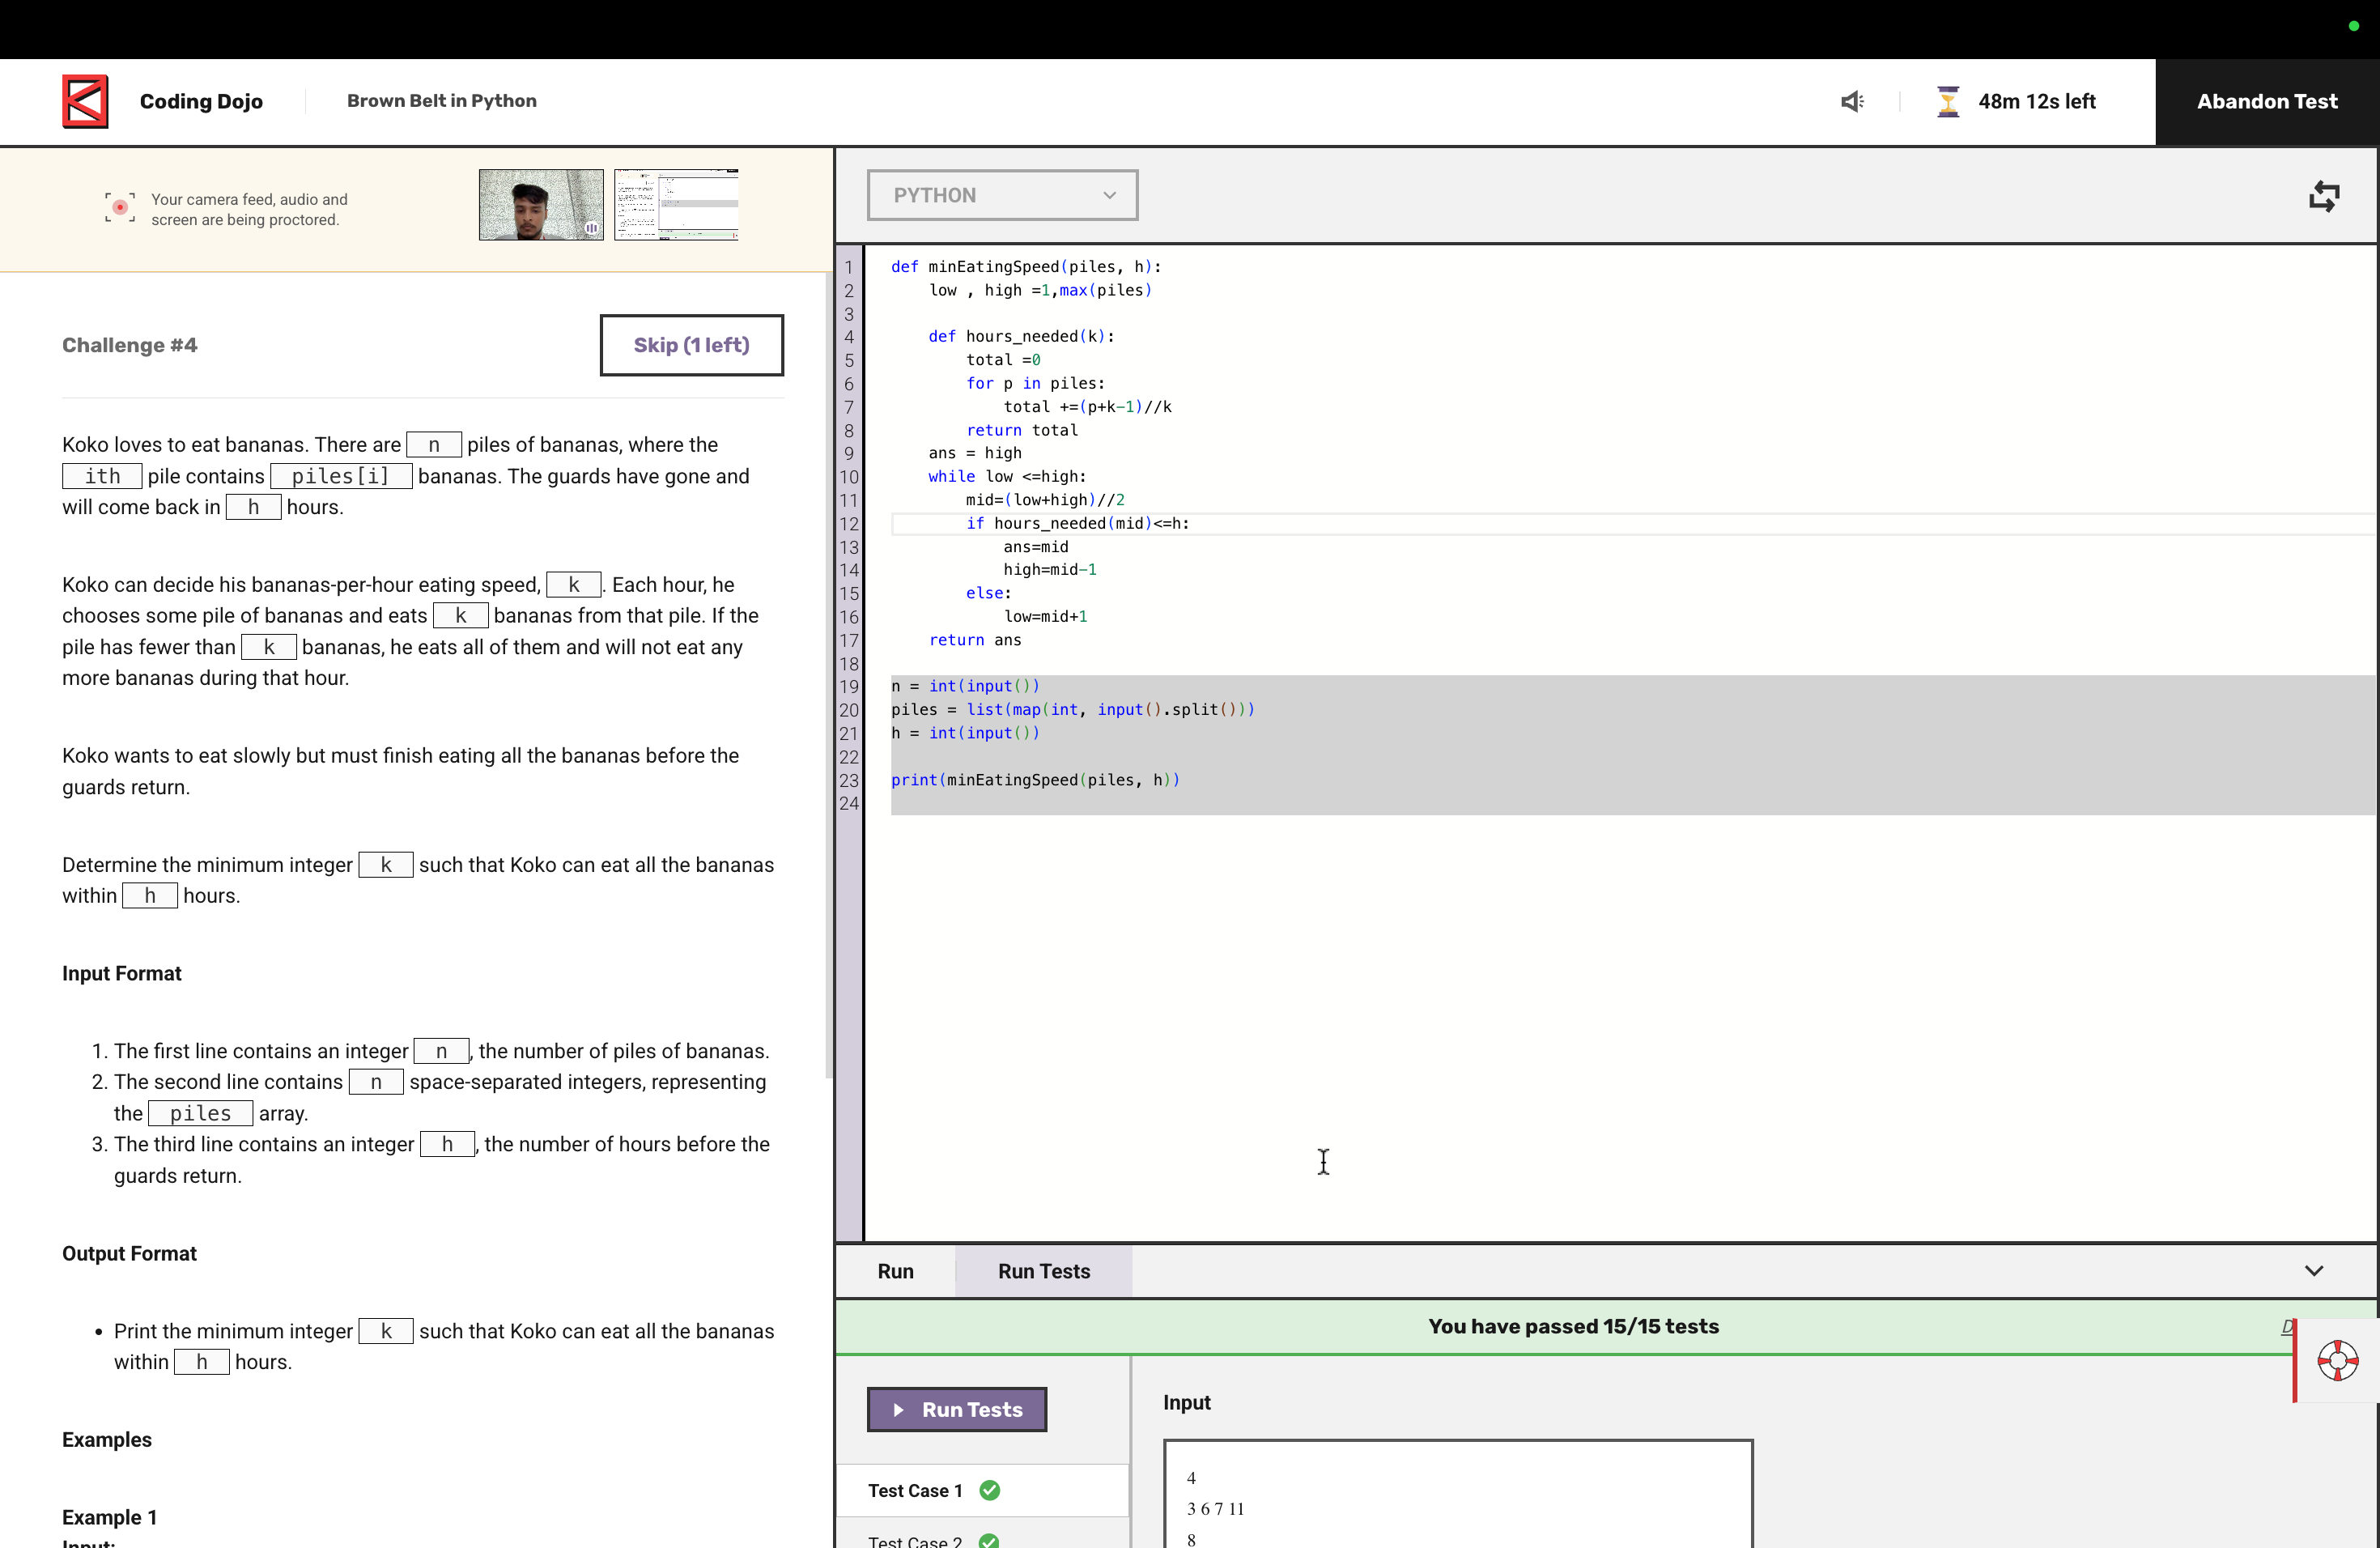 Coding Dojo
Brown Belt in Python
48m 12s left
Abandon Test
Your camera feed, audio and
screen are being proctored.
Challenge #4
Skip (1 left)
Koko loves to eat bananas. There are n piles of bananas, where the
ith pile contains piles[i] bananas. The guards have gone and
will come back in h hours.
Koko can decide his bananas-per-hour eating speed, k. Each hour, he
chooses some pile of bananas and eats k bananas from that pile. If the
pile has fewer than k bananas, he eats all of them and will not eat any
more bananas during that hour.
Koko wants to eat slowly but must finish eating all the bananas before the
guards return.
Determine the minimum integer k such that Koko can eat all the bananas
within h hours.
Input Format
1. The first line contains an integer n, the number of piles of bananas.
2. The second line contains n space-separated integers, representing
the piles array.
3. The third line contains an integer h, the number of hours before the
guards return.
Output Format
• Print the minimum integer k such that Koko can eat all the bananas
within h hours.
Examples
Example 1
Input:
PYTHON
1 def minEatingSpeed(piles, h):
2     low , high =1,max(piles)
3
4     def hours_needed(k):
5         total =0
6         for p in piles:
7             total +=(p+k-1)//k
8         return total
9     ans = high
10     while low <=high:
11         mid=(low+high)//2
12         if hours_needed(mid)<=h:
13             ans=mid
14             high=mid-1
15         else:
16             low=mid+1
17     return ans
18
19 n = int(input())
20 piles = list(map(int, input().split()))
21 h = int(input())
22
23 print(minEatingSpeed(piles, h))
24
Run
Run Tests
You have passed 15/15 tests
D
Run Tests
Test Case 1
Test Case 2
Input
4
3 6 7 11
8